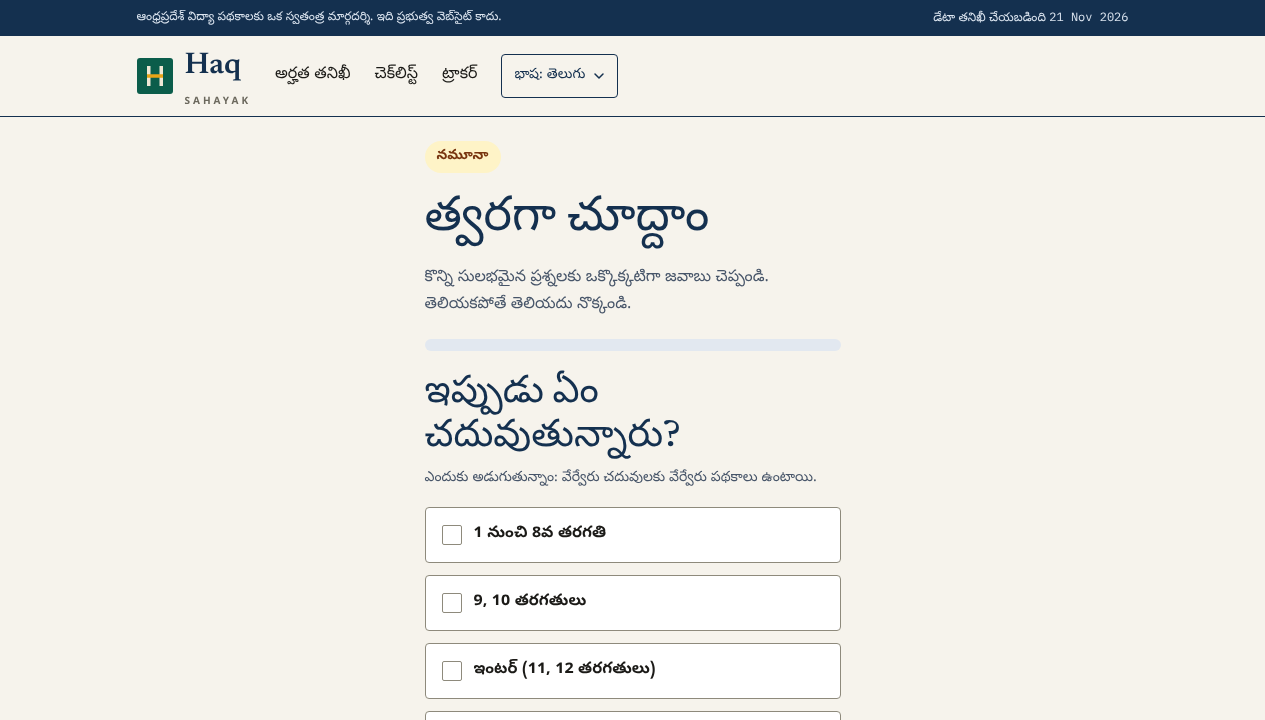 ఆంధ్రప్రదేశ్ విద్యా పథకాలకు ఒక స్వతంత్ర మార్గదర్శి. ఇది ప్రభుత్వ వెబ్‌సైట్ కాదు.
డేటా తనిఖీ చేయబడింది 21 Nov 2026
Haq
SAHAYAK
అర్హత తనిఖీ
చెక్‌లిస్ట్
ట్రాకర్
భాష: తెలుగు
నమూనా
త్వరగా చూద్దాం
కొన్ని సులభమైన ప్రశ్నలకు ఒక్కొక్కటిగా జవాబు చెప్పండి.
తెలియకపోతే తెలియదు నొక్కండి.
ఇప్పుడు ఏం
చదువుతున్నారు?
ఎందుకు అడుగుతున్నాం: వేర్వేరు చదువులకు వేర్వేరు పథకాలు ఉంటాయి.
1 నుంచి 8వ తరగతి
9, 10 తరగతులు
ఇంటర్ (11, 12 తరగతులు)